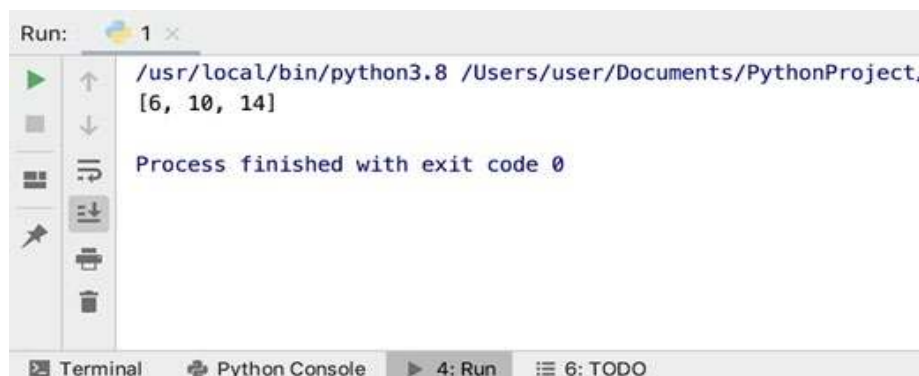 Run: 1
/usr/local/bin/python3.8 /Users/user/Documents/PythonProject/
[6, 10, 14]
Process finished with exit code 0
Terminal Python Console 4: Run 6: TODO